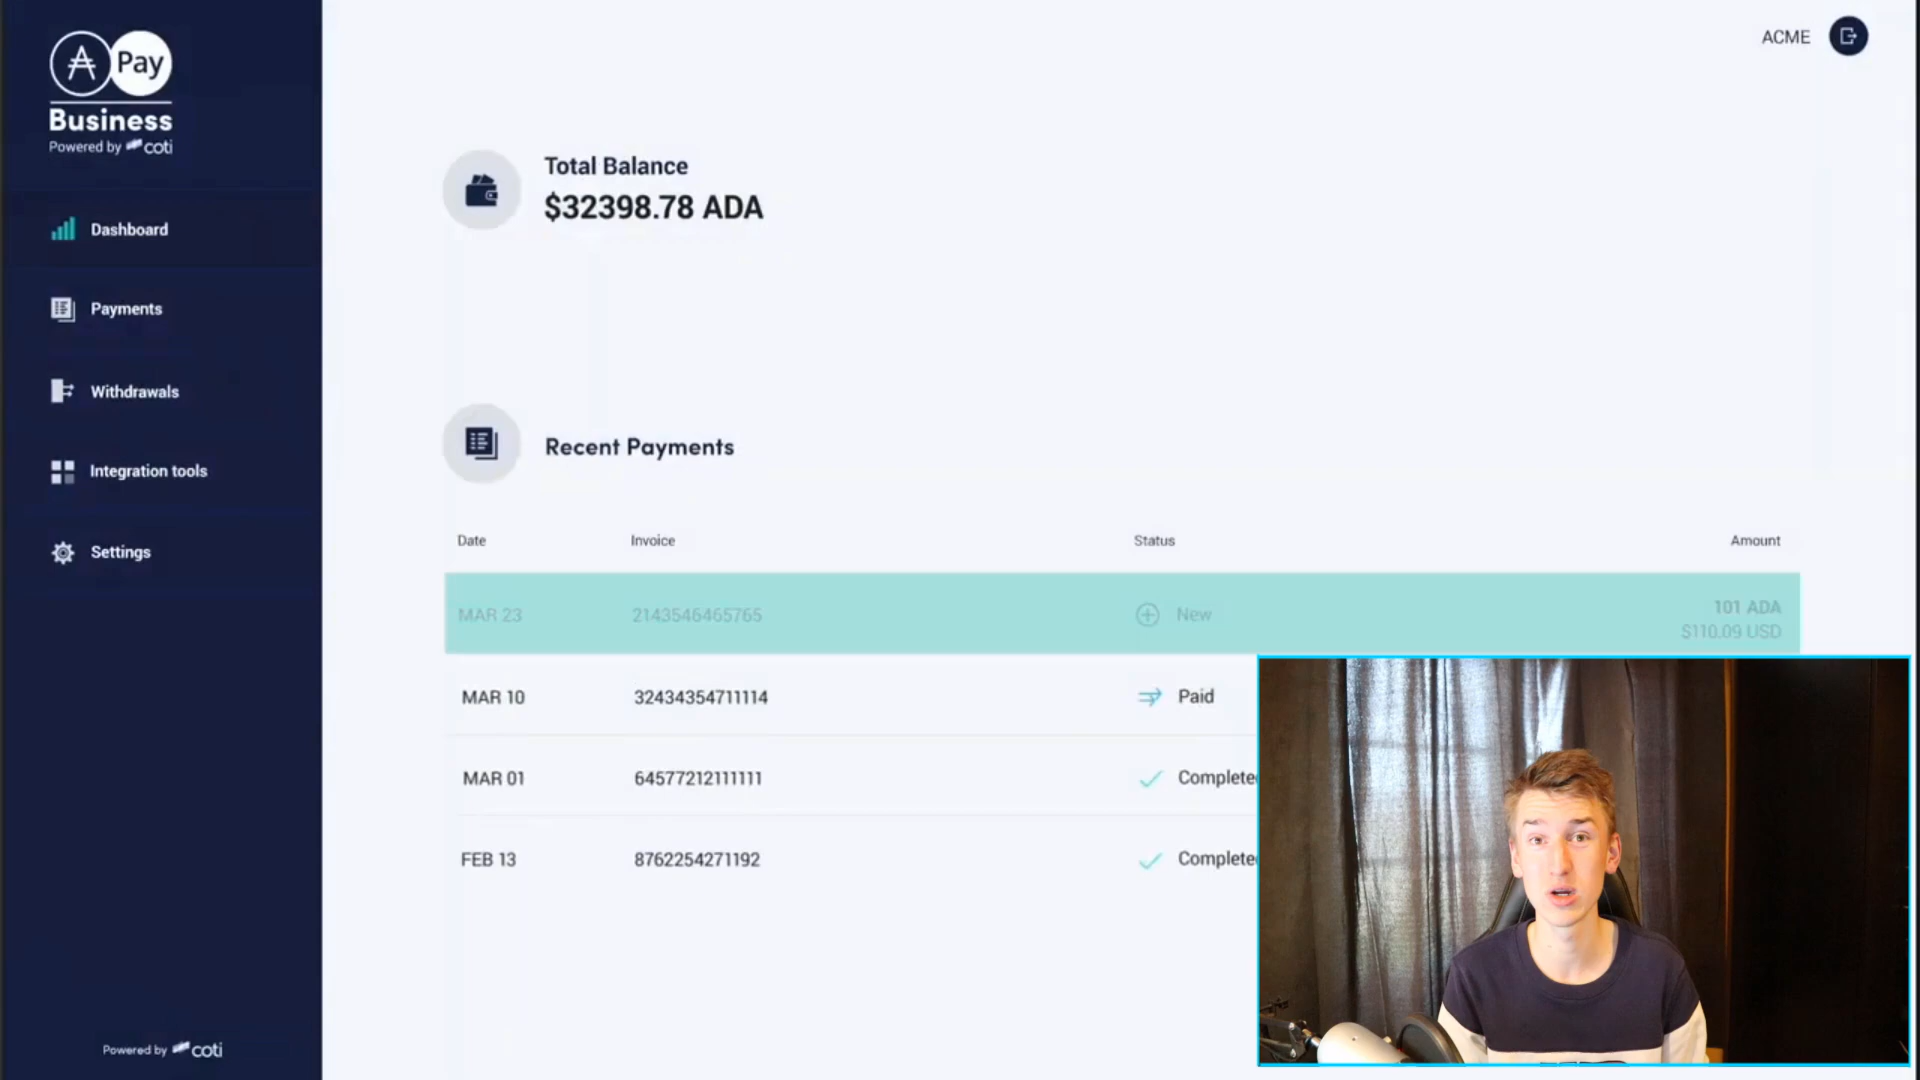 Pay
Business
Powered by coti
ACME
Total Balance
$32398.78 ADA
Dashboard
Payments
Withdrawals
Integration tools
Settings
Recent Payments
Date Invoice Status Amount
MAR 23 2143546465765 New 101 ADA
$110.09 USD
MAR 10 32434354711114 Paid
MAR 01 64577212111111 Complete
FEB 13 8762254271192 Complete
Powered by coti